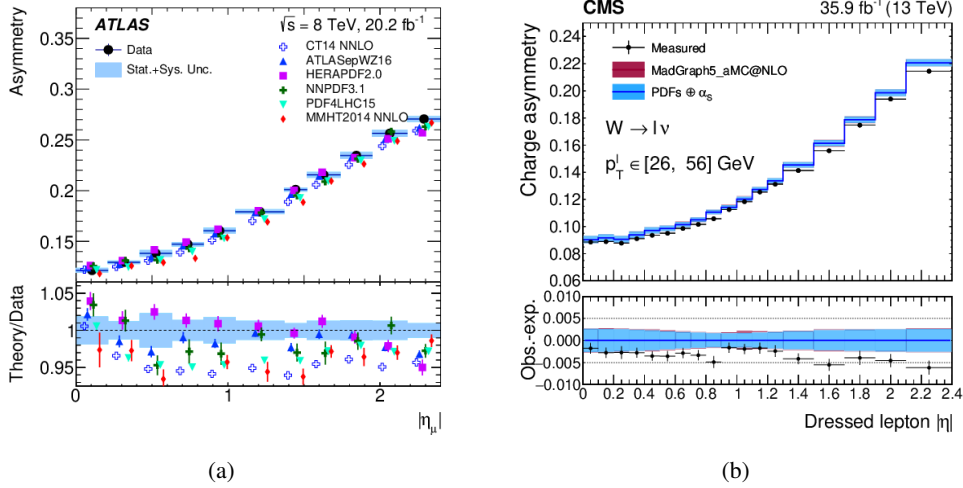 ATLAS
√s = 8 TeV, 20.2 fb⁻¹
Data
Stat.+Sys. Unc.
CT14 NNLO
ATLASepWZ16
HERAPDF2.0
NNPDF3.1
PDF4LHC15
MMHT2014 NNLO
Asymmetry
0.35
0.3
0.25
0.2
0.15
Theory/Data
1.05
1
0.95
0
1
2
|ημ|
(a)
CMS
35.9 fb⁻¹ (13 TeV)
Measured
MadGraph5_aMC@NLO
PDFs ⊕ αS
W → l ν
p_T^l ∈ [26, 56] GeV
Charge asymmetry
0.24
0.22
0.20
0.18
0.16
0.14
0.12
0.10
0.08
0.06
Obs.-exp.
0.010
0.005
0.000
−0.005
−0.010
0
0.2
0.4
0.6
0.8
1
1.2
1.4
1.6
1.8
2
2.2
2.4
Dressed lepton |η|
(b)